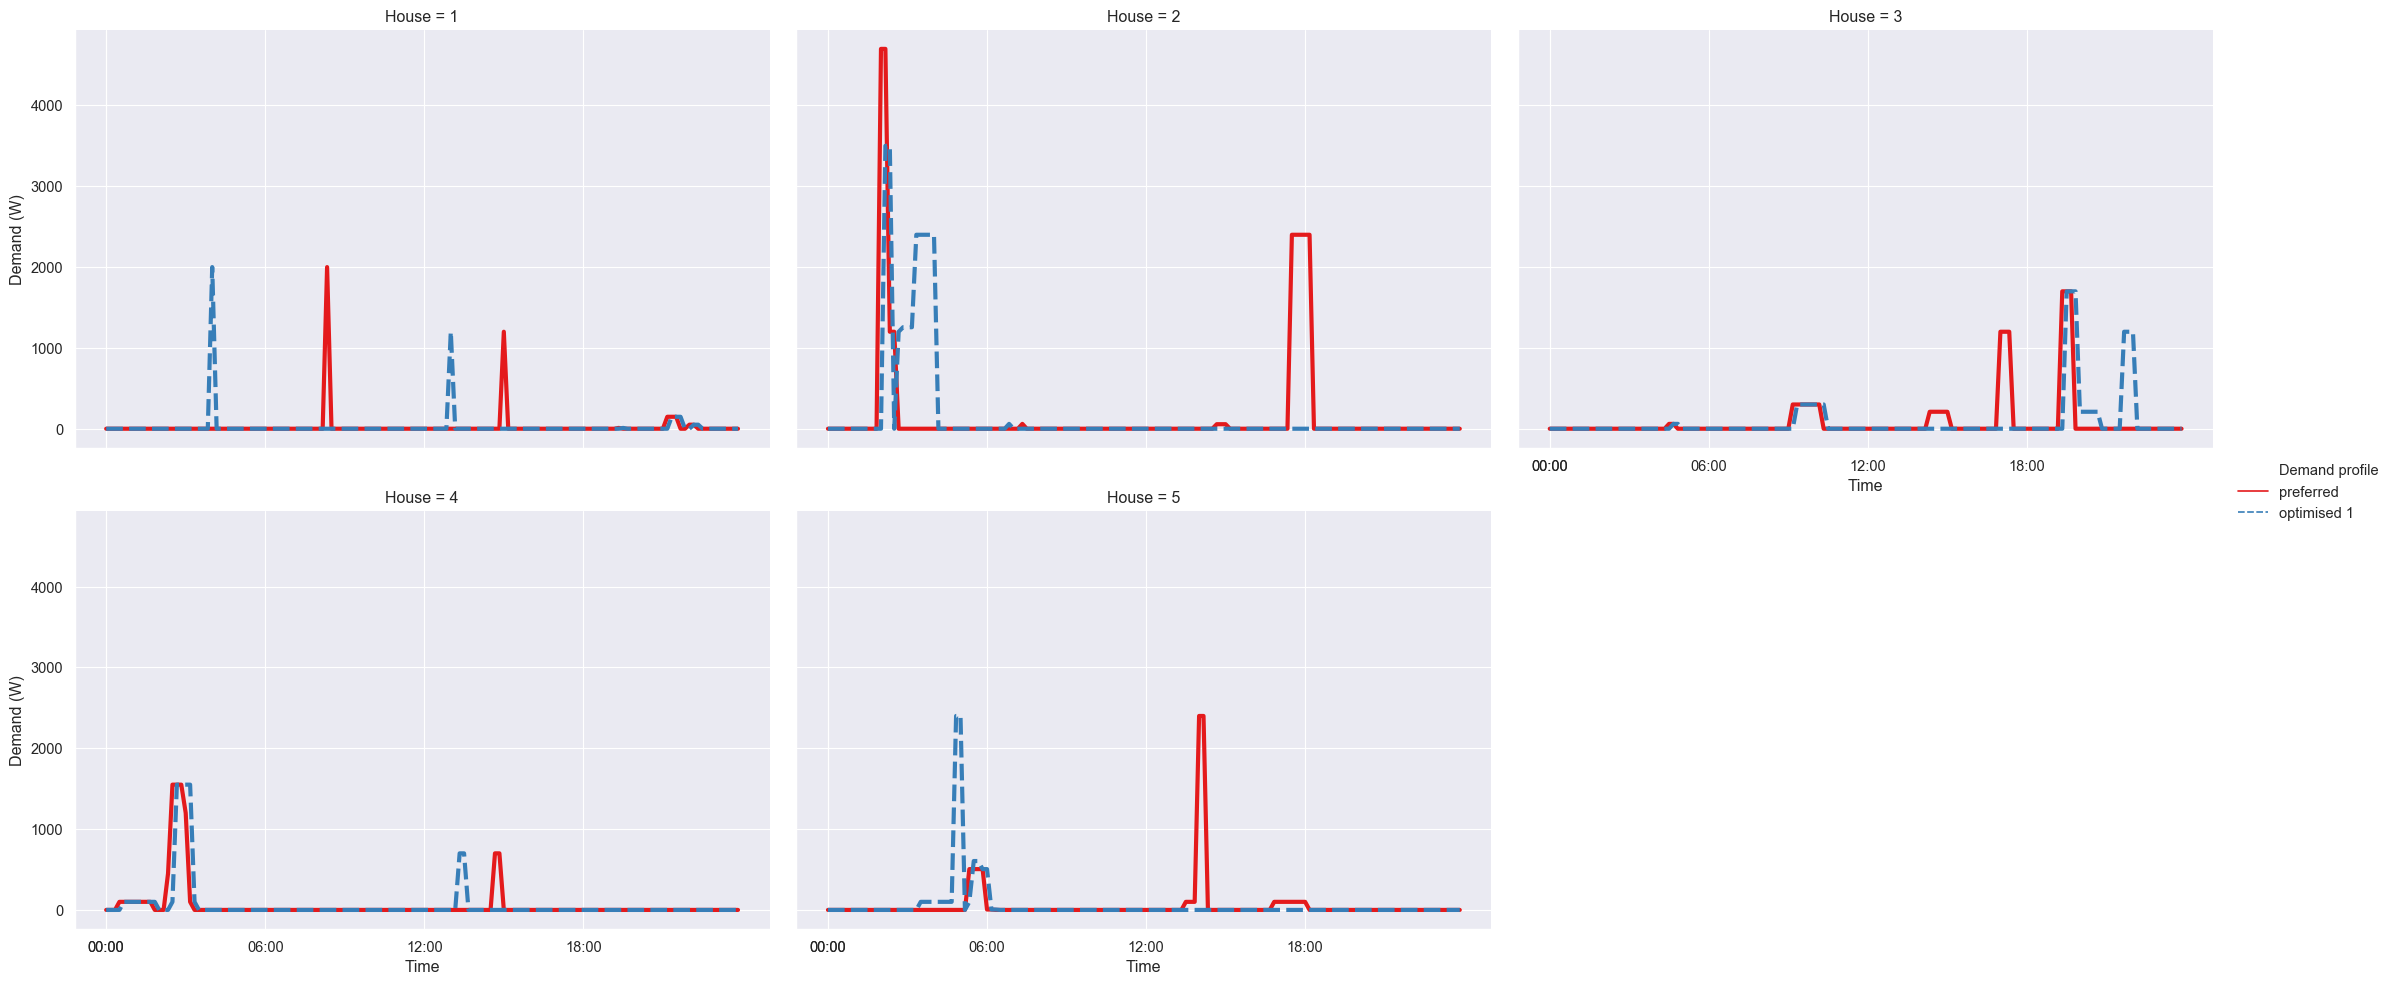 House = 1
House = 2
House = 3
Demand (W)
4000
3000
2000
1000
0
00:00
06:00
12:00
18:00
Time
Demand profile
preferred
optimised 1
House = 4
House = 5
Demand (W)
4000
3000
2000
1000
0
00:00
06:00
12:00
18:00
Time
00:00
06:00
12:00
18:00
Time